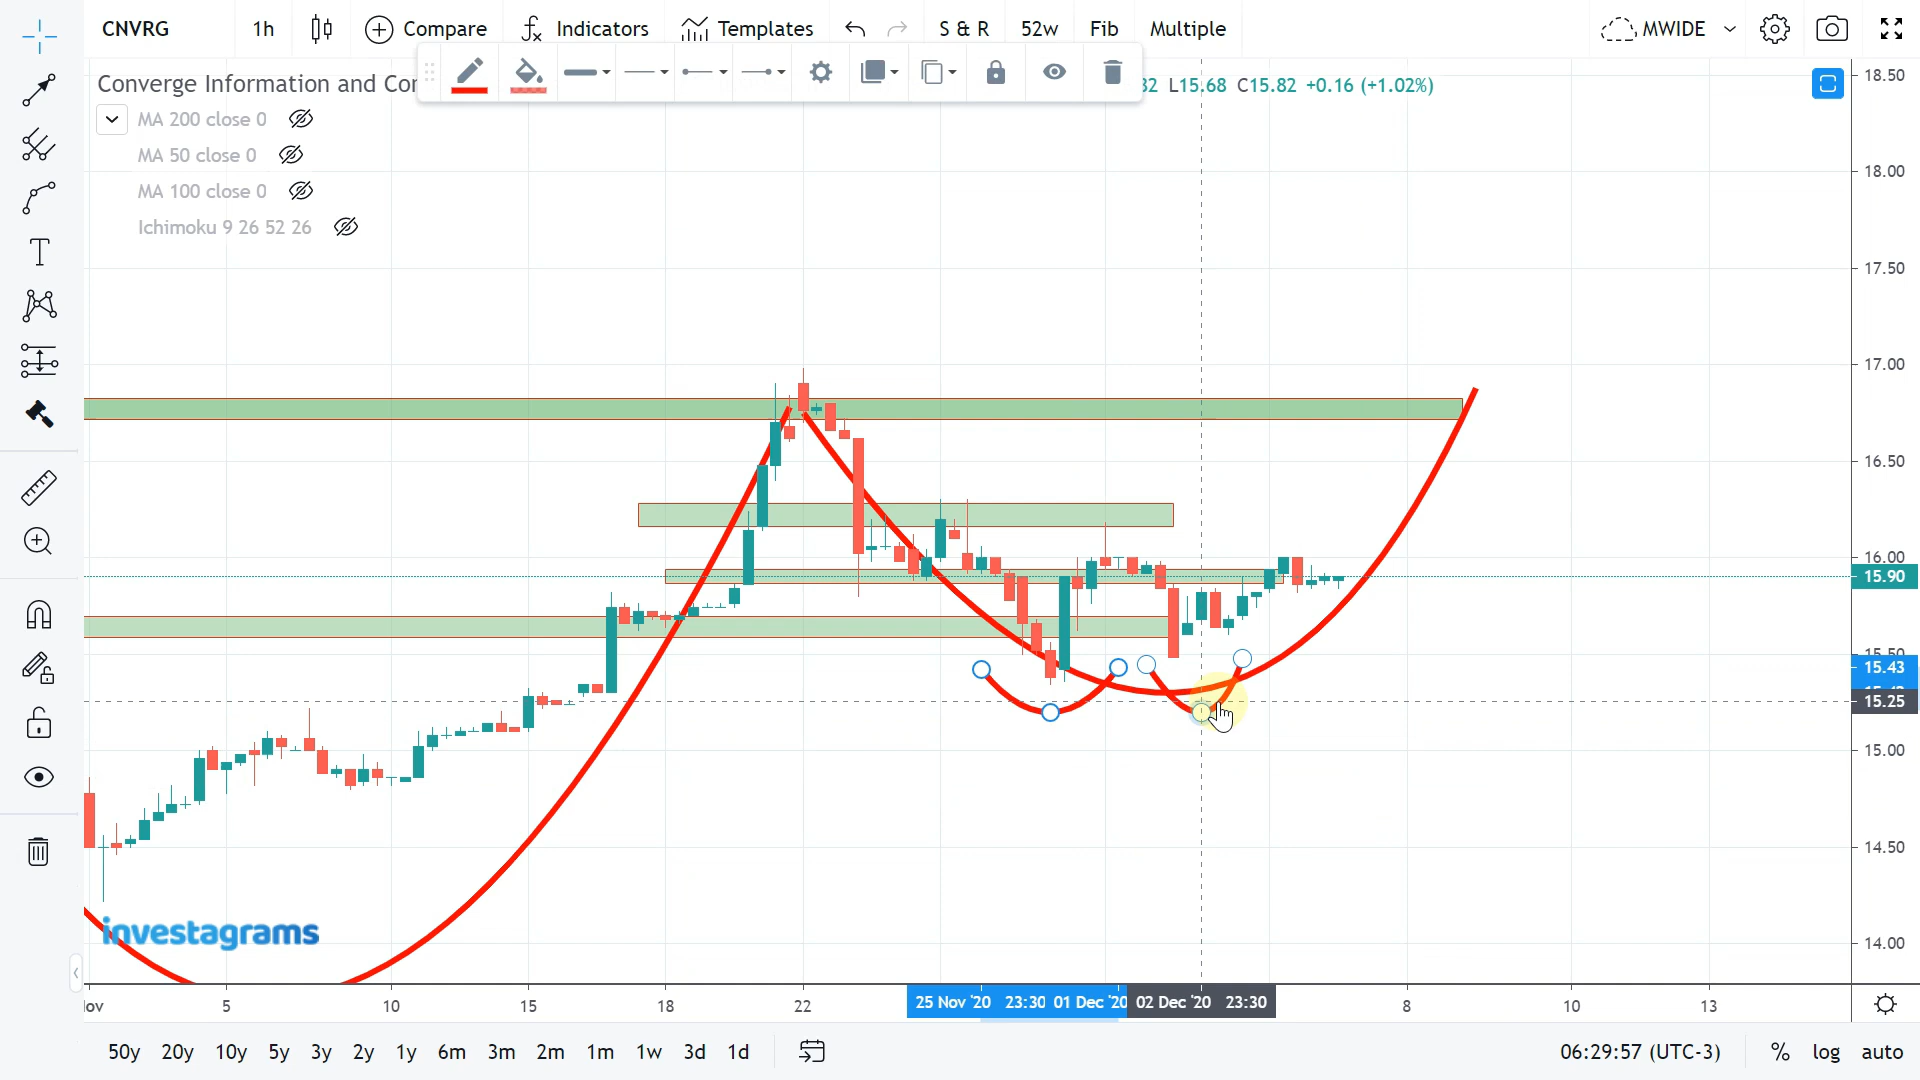 CNVRG 1h Compare Indicators Templates S & R 52w Fib Multiple MWIDE
Converge Information and Co
L15.68 C15.82 +0.16 (+1.02%)
MA 200 close 0
MA 50 close 0
MA 100 close 0
Ichimoku 9 26 52 26
18.50
18.00
17.50
17.00
16.50
16.00
15.90
15.50
15.43
15.25
15.00
14.50
14.00
investagrams
5 10 15 18 22 25 Nov '20 23:30 01 Dec '20 02 Dec '20 23:30 8 10 13
50y 20y 10y 5y 3y 2y 1y 6m 3m 2m 1m 1w 3d 1d 06:29:57 (UTC-3) % log auto